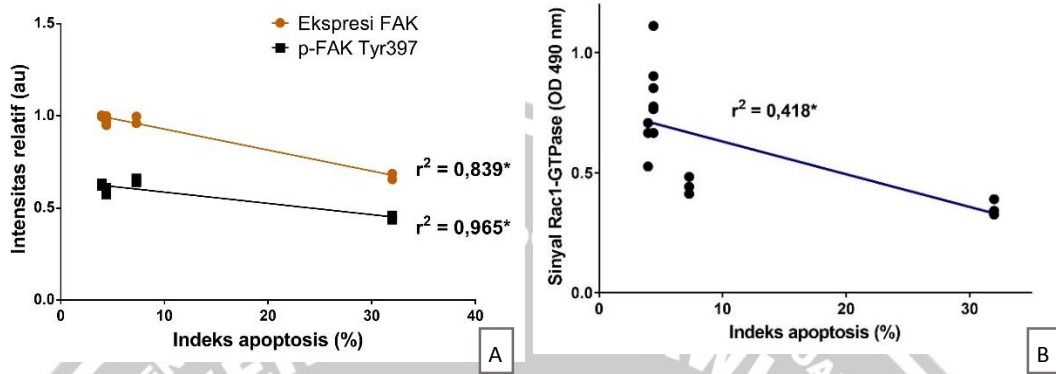 1.5
1.0
0.5
0.0
0
10
20
30
40
Intensitas relatif (au)
Indeks apoptosis (%)
Ekspresi FAK
p-FAK Tyr397
r² = 0,839*
r² = 0,965*
A
1.0
0.5
0.0
0
10
20
30
Sinyal Rac1-GTPase (OD 490 nm)
Indeks apoptosis (%)
r² = 0,418*
B